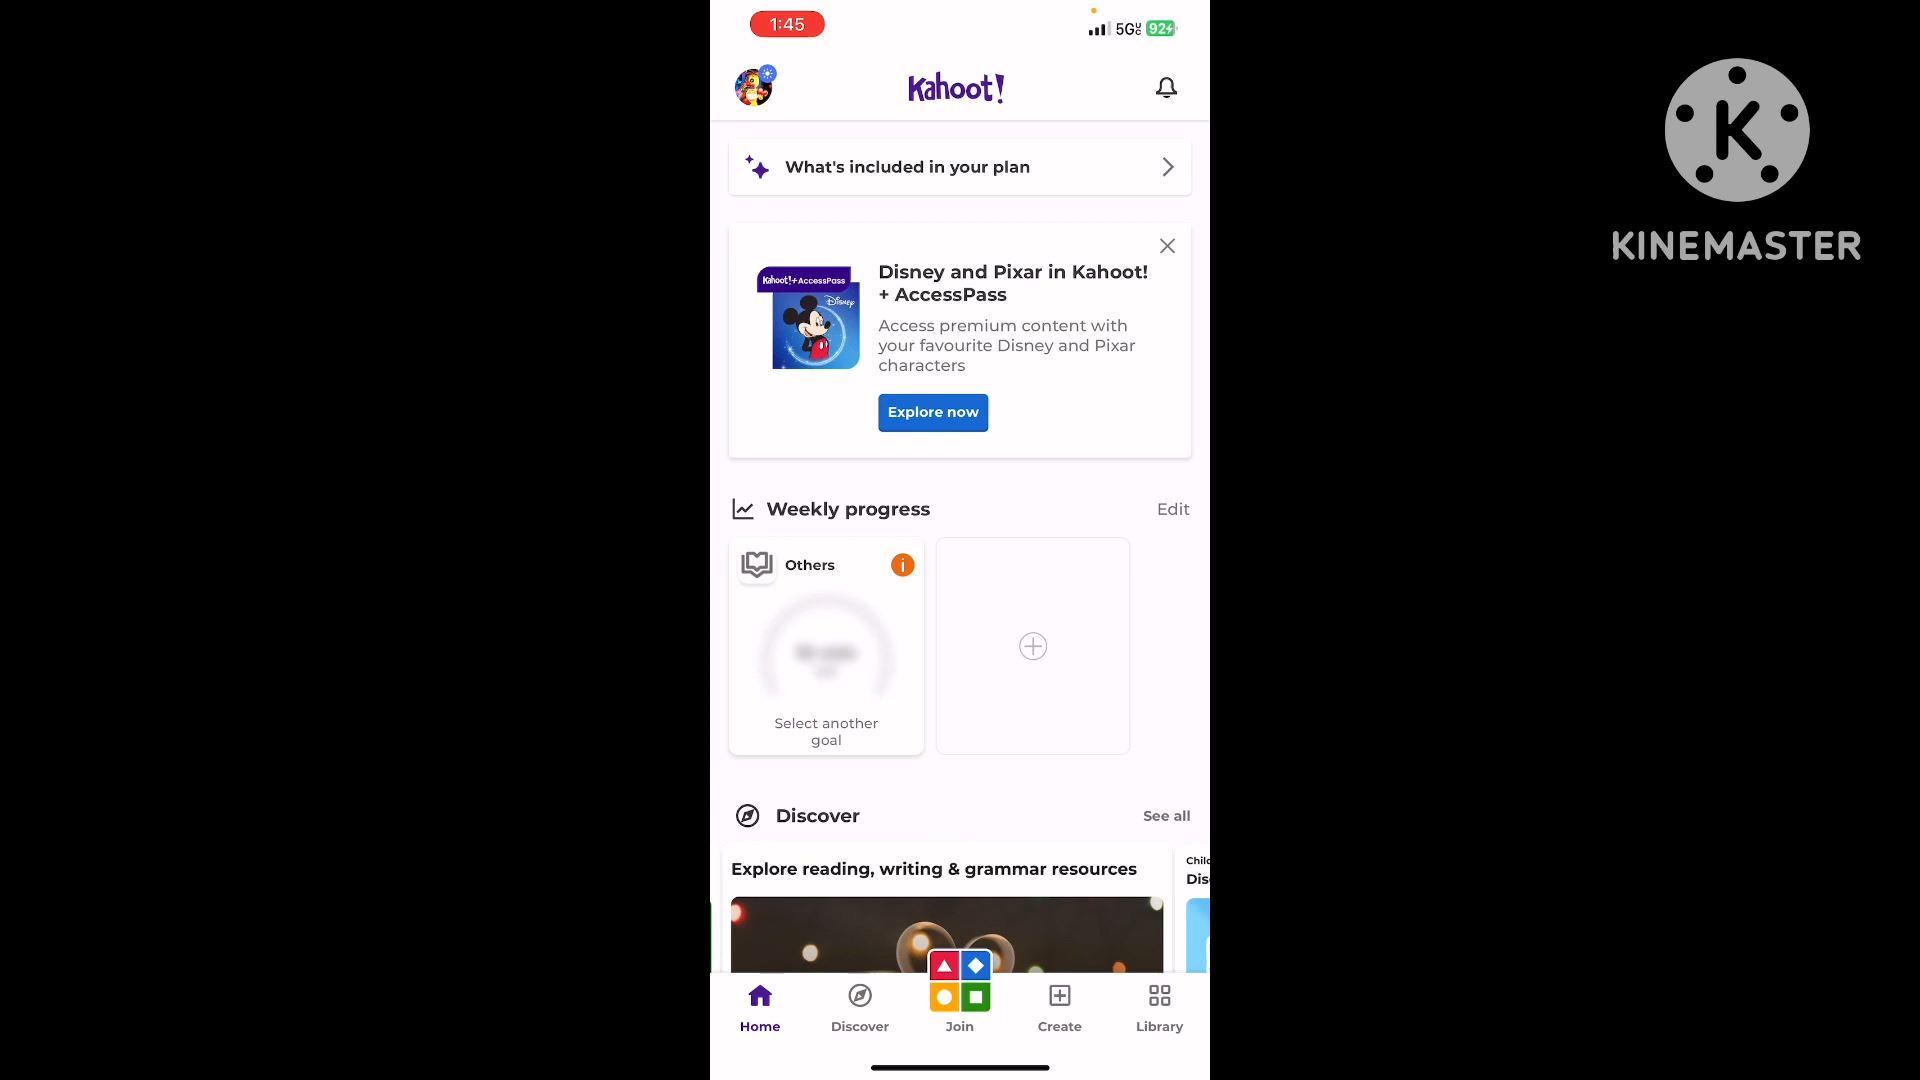 1:45
5G
92
Kahoot!
What's included in your plan
Kahoot!+AccessPass
Disney
Disney and Pixar in Kahoot!
+ AccessPass
Access premium content with
your favourite Disney and Pixar
characters
Explore now
Weekly progress
Edit
Others
Select another
goal
Discover
See all
Explore reading, writing & grammar resources
Home
Discover
Join
Create
Library
K
KINEMASTER